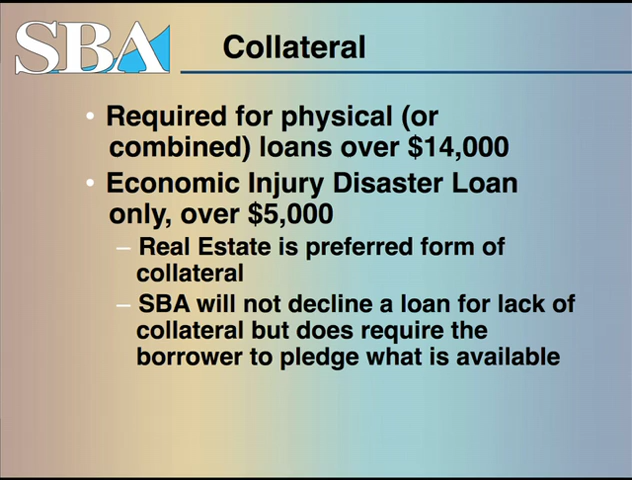 SBA
Collateral
• Required for physical (or
combined) loans over $14,000
• Economic Injury Disaster Loan
only, over $5,000
– Real Estate is preferred form of
collateral
– SBA will not decline a loan for lack of
collateral but does require the
borrower to pledge what is available